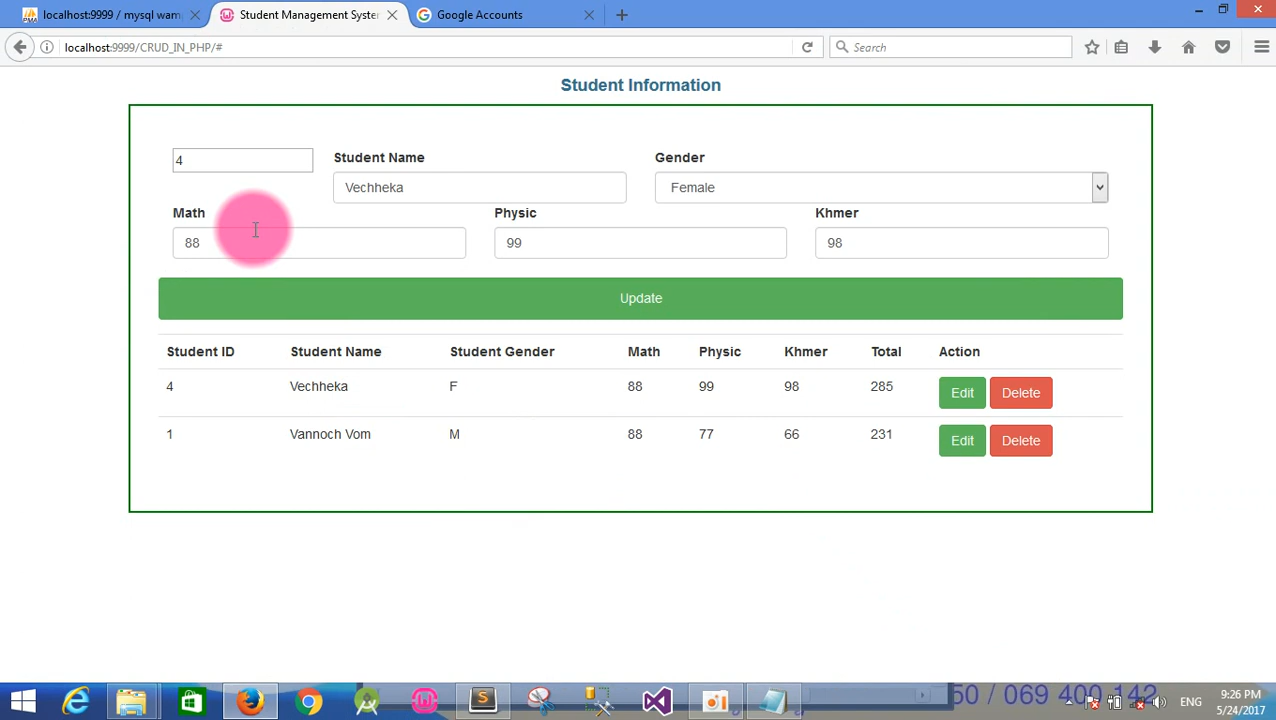 localhost:9999 / mysql wam
Student Management Syste
Google Accounts
localhost:9999/CRUD_IN_PHP/#
Search
Student Information
4
Student Name
Gender
Vechheka
Female
Math
Physic
Khmer
88
99
98
Update
Student ID Student Name Student Gender Math Physic Khmer Total Action
4 Vechheka F 88 99 98 285 Edit Delete
1 Vannoch Vom M 88 77 66 231 Edit Delete
50 / 069 400 142
ENG
9:26 PM
5/24/2017